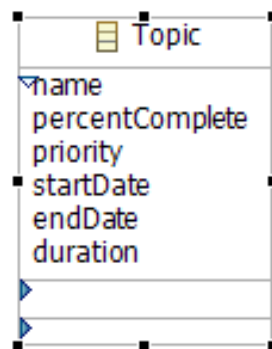 Topic
name
percentComplete
priority
startDate
endDate
duration